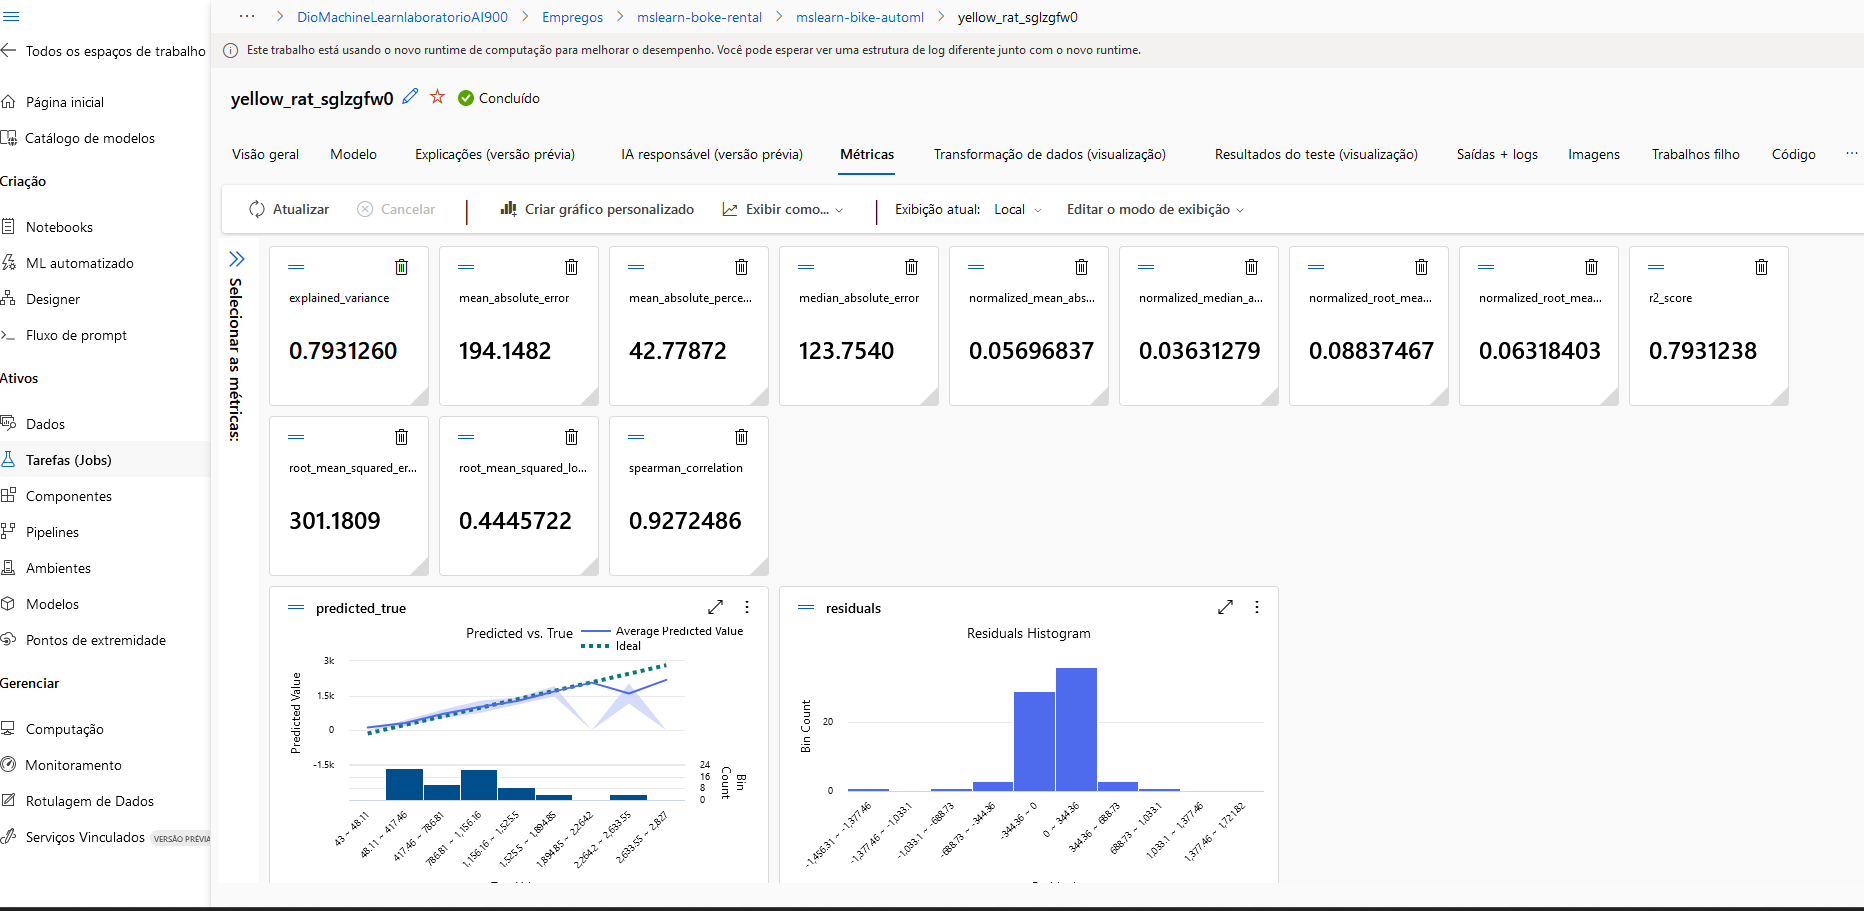 ··· > DioMachineLearnlaboratorioAI900 > Empregos > mslearn-boke-rental > mslearn-bike-automl > yellow_rat_sglzgfw0
Este trabalho está usando o novo runtime de computação para melhorar o desempenho. Você pode esperar ver uma estrutura de log diferente junto com o novo runtime.
Todos os espaços de trabalho
Página inicial
Catálogo de modelos
Criação
Notebooks
ML automatizado
Designer
Fluxo de prompt
Ativos
Dados
Tarefas (Jobs)
Componentes
Pipelines
Ambientes
Modelos
Pontos de extremidade
Gerenciar
Computação
Monitoramento
Rotulagem de Dados
Serviços Vinculados VERSÃO PRÉVIA
yellow_rat_sglzgfw0 Concluído
Visão geral Modelo Explicações (versão prévia) IA responsável (versão prévia) Métricas Transformação de dados (visualização) Resultados do teste (visualização) Saídas + logs Imagens Trabalhos filho Código ···
Atualizar Cancelar Criar gráfico personalizado Exibir como... Exibição atual: Local Editar o modo de exibição
Selecionar as métricas:
explained_variance
0.7931260
mean_absolute_error
194.1482
mean_absolute_perce...
42.77872
median_absolute_error
123.7540
normalized_mean_abs...
0.05696837
normalized_median_a...
0.03631279
normalized_root_mea...
0.08837467
normalized_root_mea...
0.06318403
r2_score
0.7931238
root_mean_squared_er...
301.1809
root_mean_squared_lo...
0.4445722
spearman_correlation
0.9272486
predicted_true
Predicted vs. True
Average Predicted Value
Ideal
Predicted Value
3k
1.5k
0
-1.5k
24
16
8
0
Bin Count
43 ~ 48.11
48.11 ~ 417.46
417.46 ~ 786.81
786.81 ~ 1,156.16
1,156.16 ~ 1,525.5
1,525.5 ~ 1,894.85
1,894.85 ~ 2,264.2
2,264.2 ~ 2,633.55
2,633.55 ~ 2,827
residuals
Residuals Histogram
Bin Count
20
0
-1,456.31 ~ -1,377.46
-1,377.46 ~ -1,033.1
-1,033.1 ~ -688.73
-688.73 ~ -344.36
-344.36 ~ 0
0 ~ 344.36
344.36 ~ 688.73
688.73 ~ 1,033.1
1,033.1 ~ 1,377.46
1,377.46 ~ 1,721.82